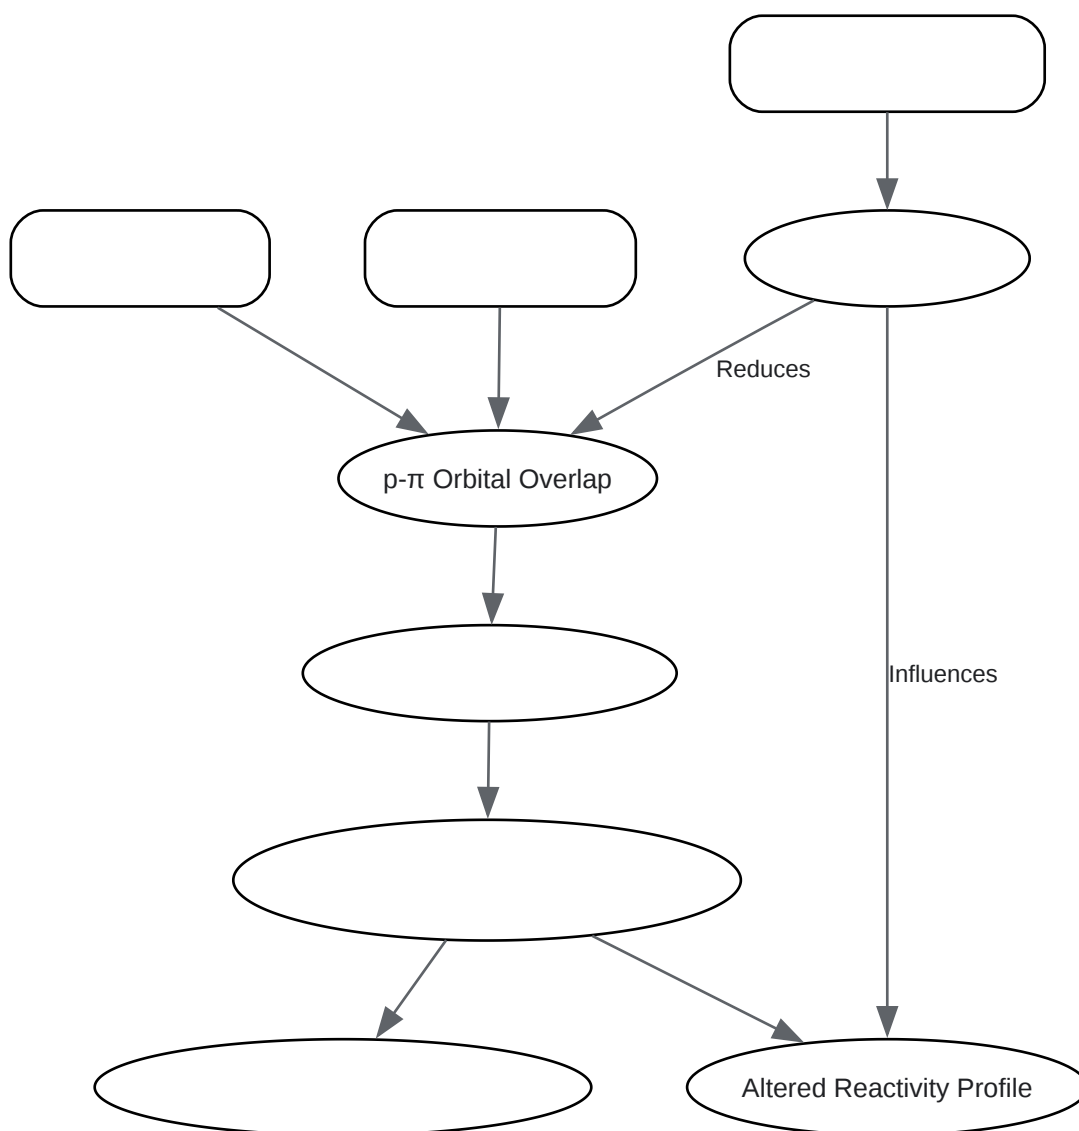 Reduces
p-π Orbital Overlap
Influences
Altered Reactivity Profile